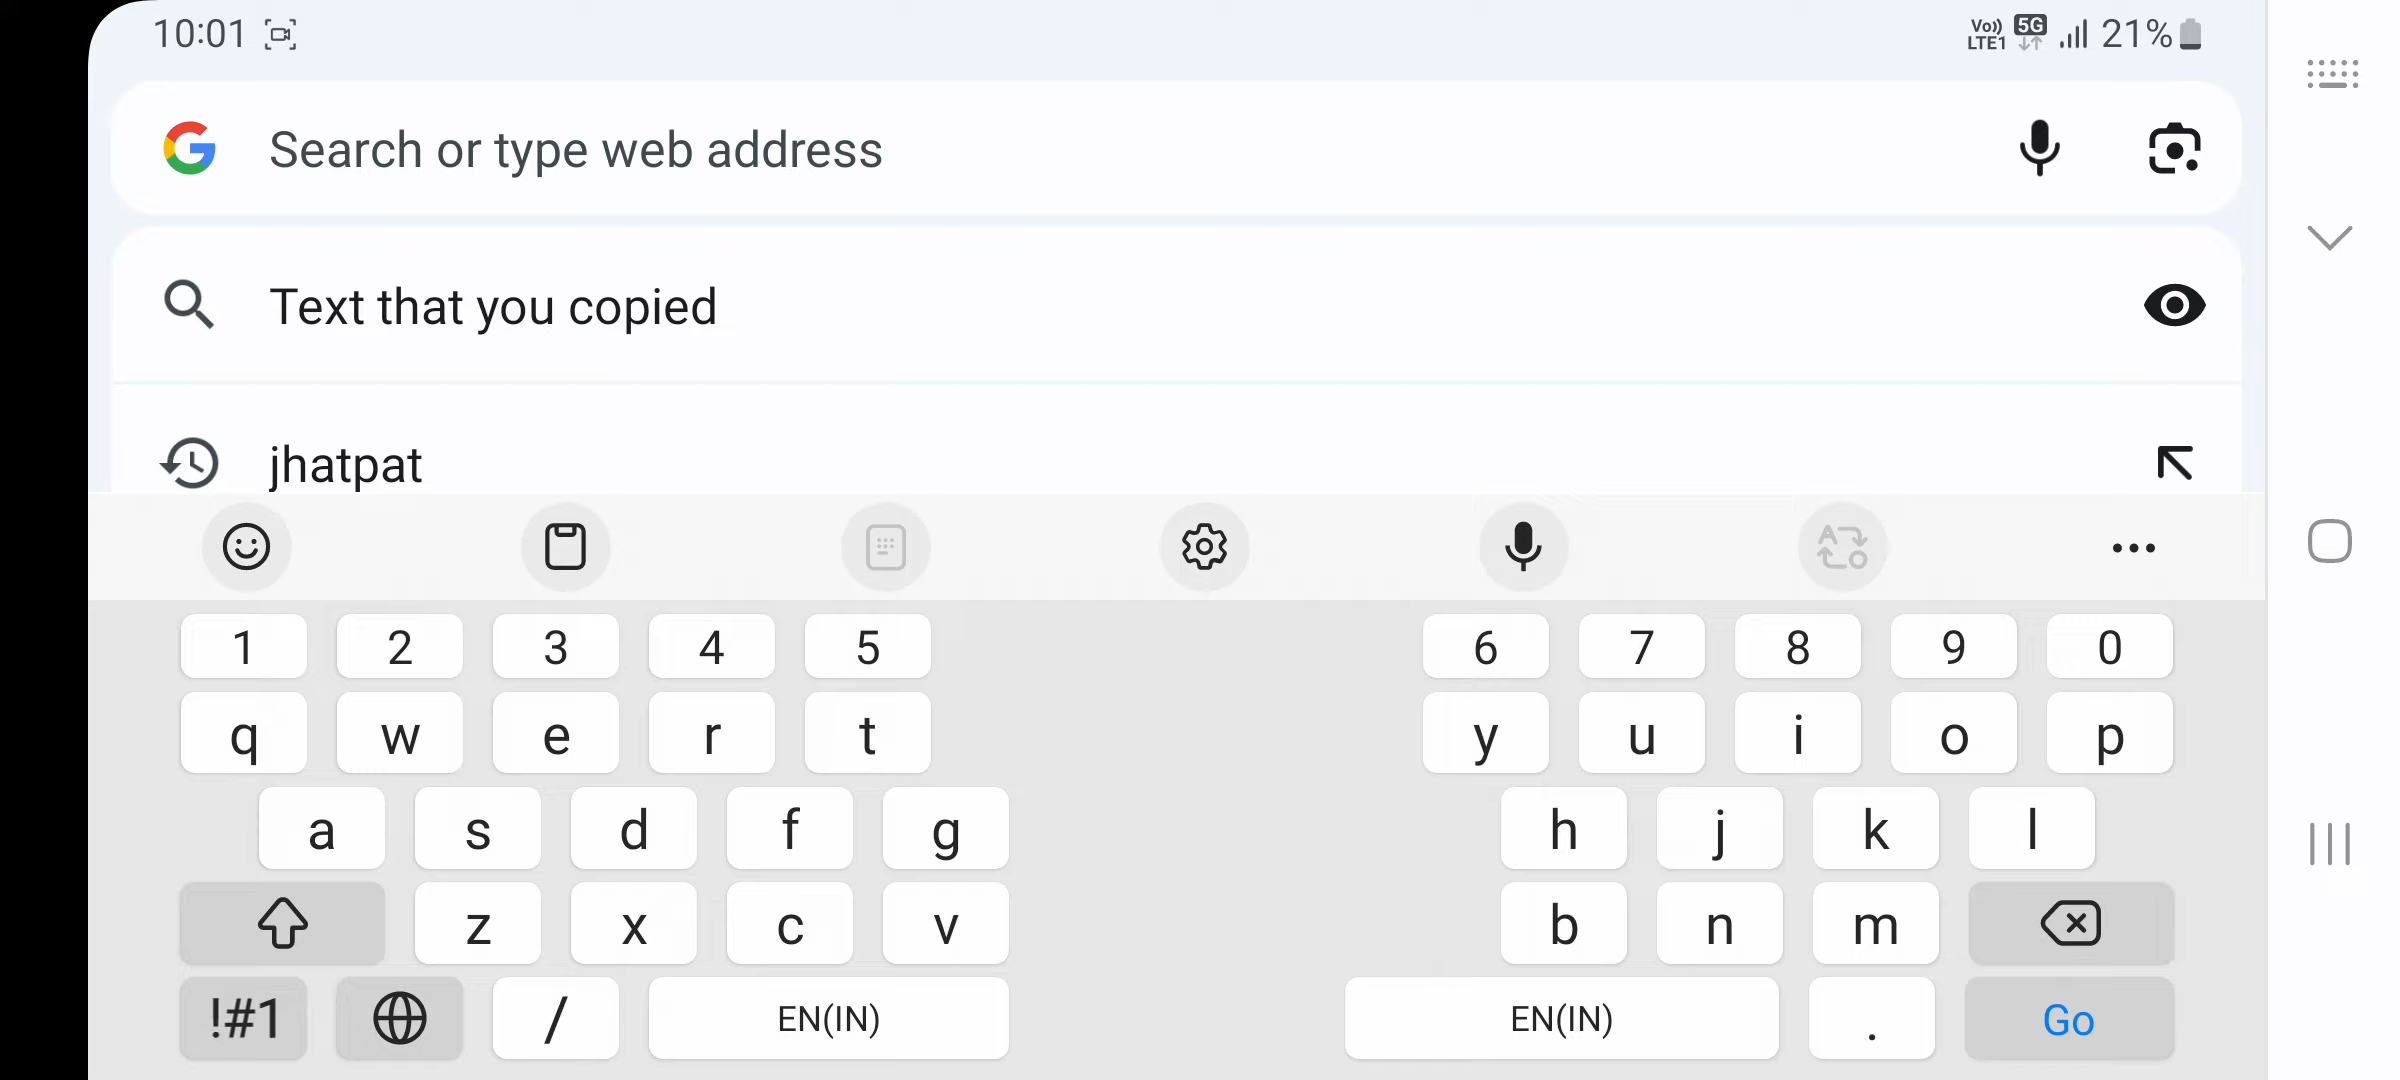 10:01 Vo)) LTE1 5G 21%
Search or type web address
Text that you copied
jhatpat
1 2 3 4 5 6 7 8 9 0
q w e r t y u i o p
a s d f g h j k l
z x c v b n m
!#1 / EN(IN) EN(IN) . Go